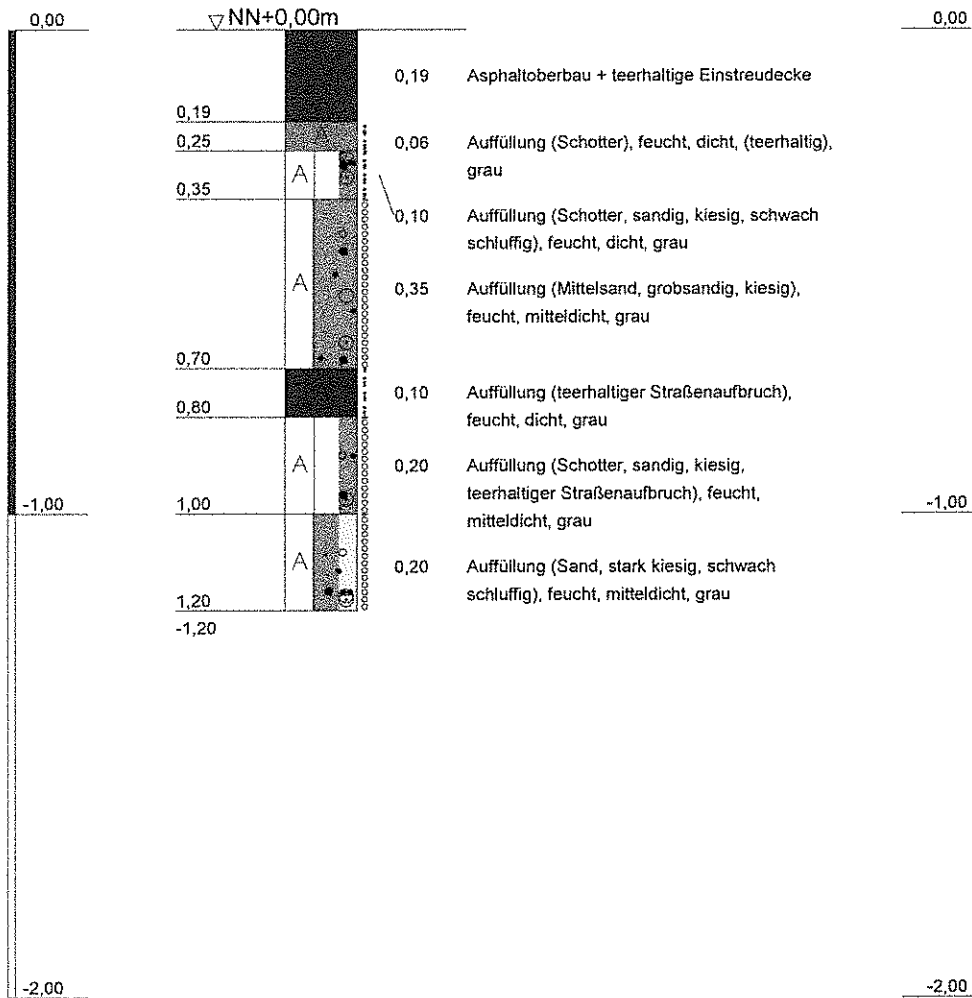 0,00
NN+0,00m
0,00
0,19
Asphaltoberbau + teerhaltige Einstreudecke
0,19
A
0,25
0,06
Auffüllung (Schotter), feucht, dicht, (teerhaltig),
grau
A
0,35
0,10
Auffüllung (Schotter, sandig, kiesig, schwach
schluffig), feucht, dicht, grau
A
0,35
Auffüllung (Mittelsand, grobsandig, kiesig),
feucht, mitteldicht, grau
0,70
0,10
Auffüllung (teerhaltiger Straßenaufbruch),
feucht, dicht, grau
0,80
A
0,20
Auffüllung (Schotter, sandig, kiesig,
teerhaltiger Straßenaufbruch), feucht,
mitteldicht, grau
-1,00
1,00
-1,00
A
0,20
Auffüllung (Sand, stark kiesig, schwach
schluffig), feucht, mitteldicht, grau
1,20
-1,20
-2,00
-2,00